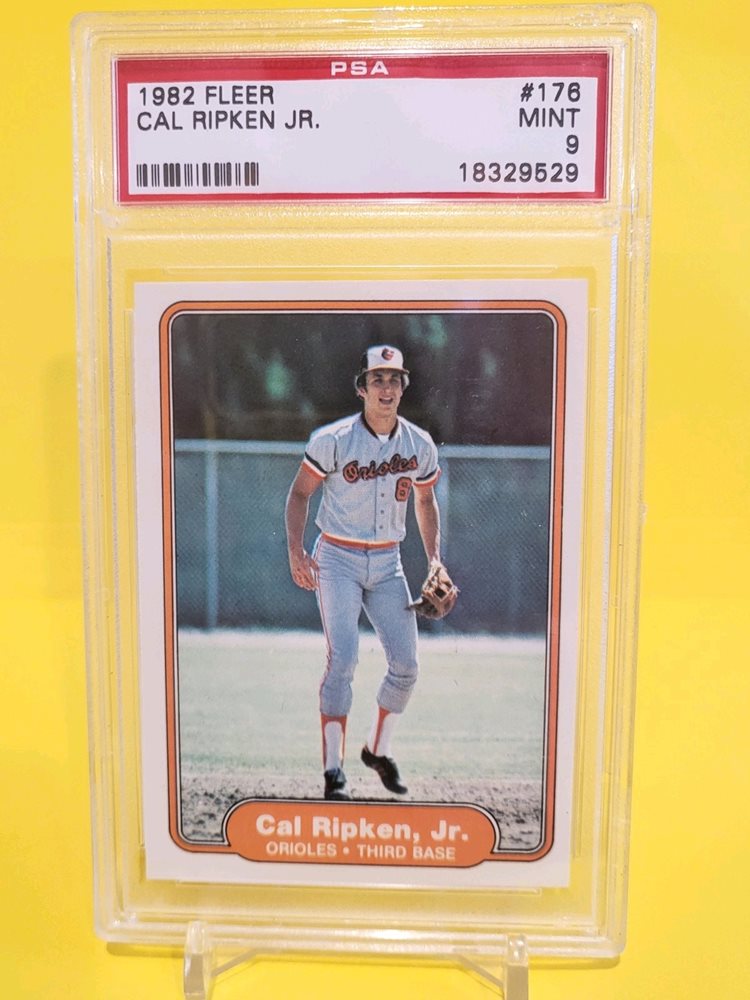 PSA
1982 FLEER #176
CAL RIPKEN JR. MINT
9
18329529
Orioles
8
Cal Ripken, Jr.
ORIOLES • THIRD BASE